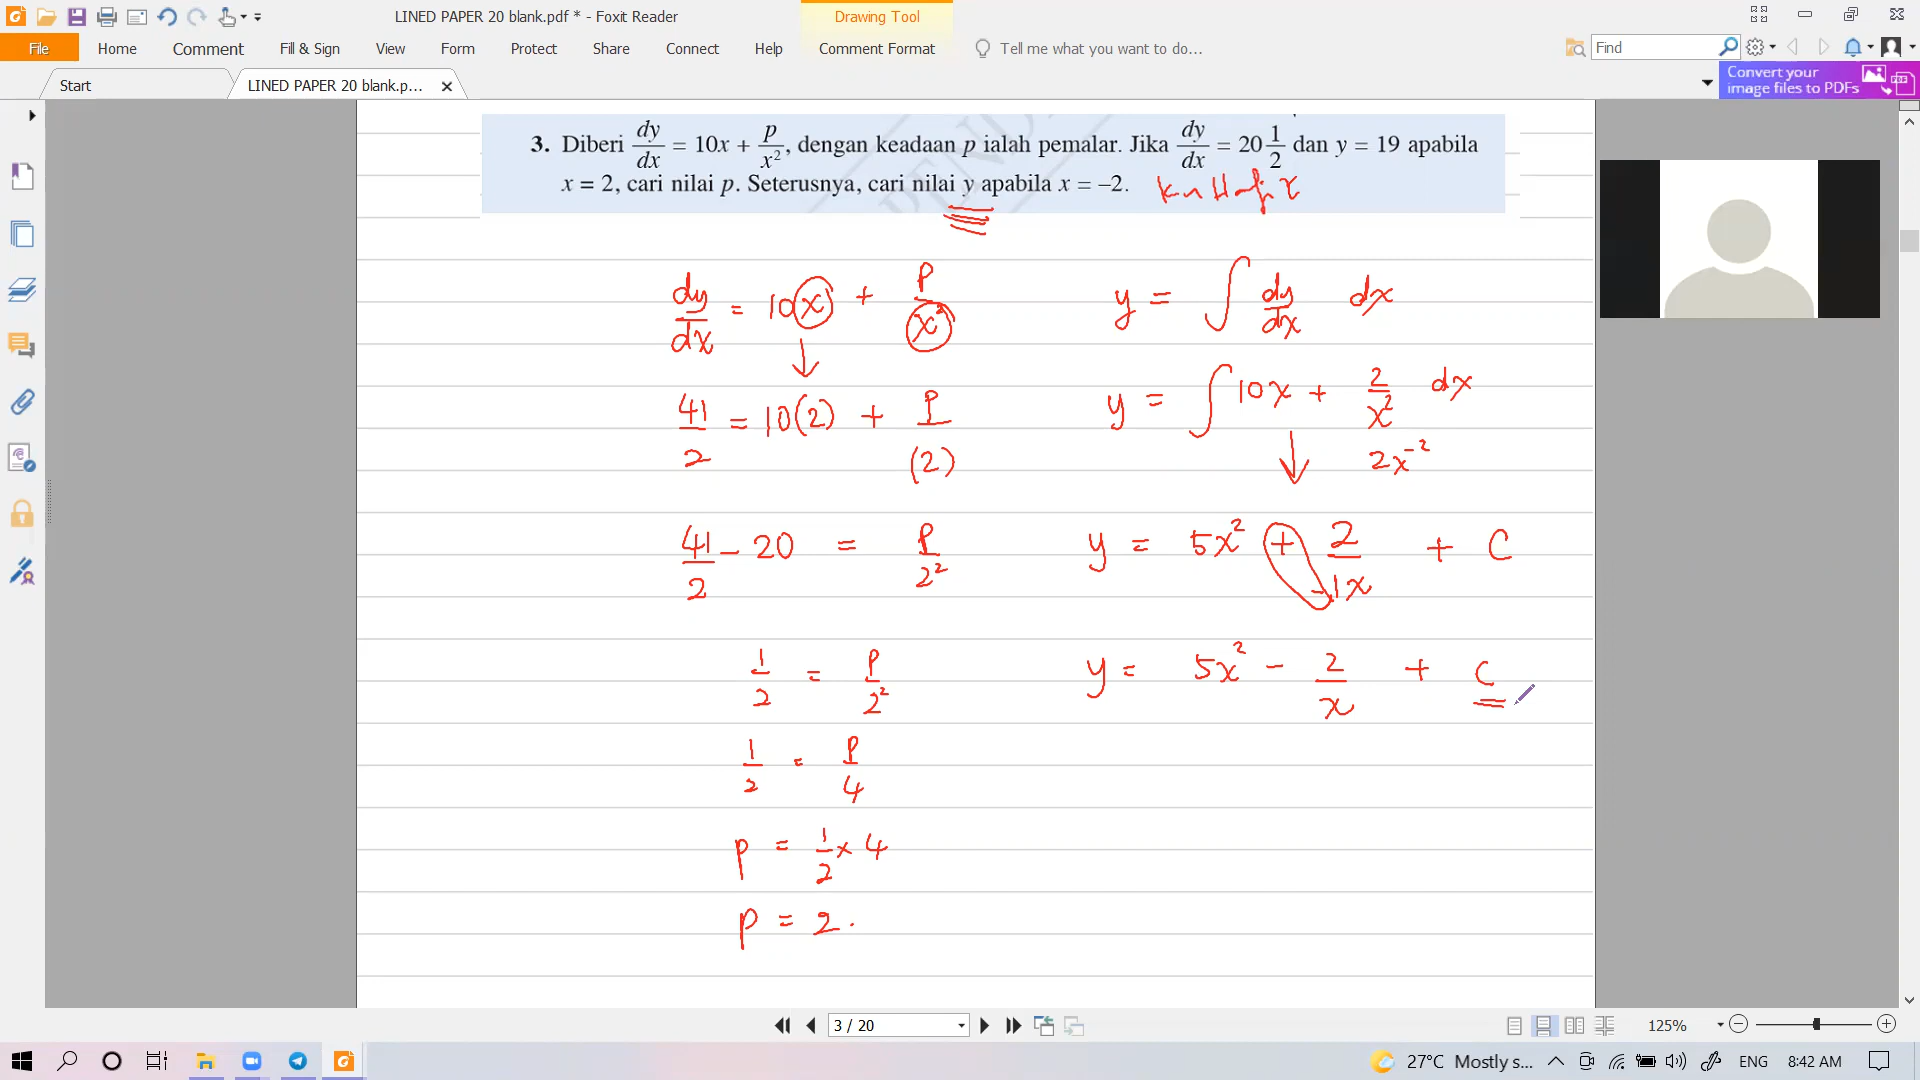 LINED PAPER 20 blank.pdf * - Foxit Reader
Drawing Tool
File Home Comment Fill & Sign View Form Protect Share Connect Help Comment Format Tell me what you want to do...
Find
Start
LINED PAPER 20 blank.p...
Convert your
image files to PDFs
PDF
3. Diberi dy/dx = 10x + p/x², dengan keadaan p ialah pemalar. Jika dy/dx = 20 1/2 dan y = 19 apabila
x = 2, cari nilai p. Seterusnya, cari nilai y apabila x = –2.
dy/dx = 10x + p/x²
y = ∫ dy/dx dx
41/2 = 10(2) + p/(2)
y = ∫ 10x + 2/x² dx
2x⁻²
41/2 - 20 = p/2²
y = 5x² + 2/-1x + C
1/2 = p/2²
y = 5x² - 2/x + C
1/2 = p/4
p = 1/2 x 4
p = 2.
3 / 20
125%
27°C Mostly s...
ENG
8:42 AM